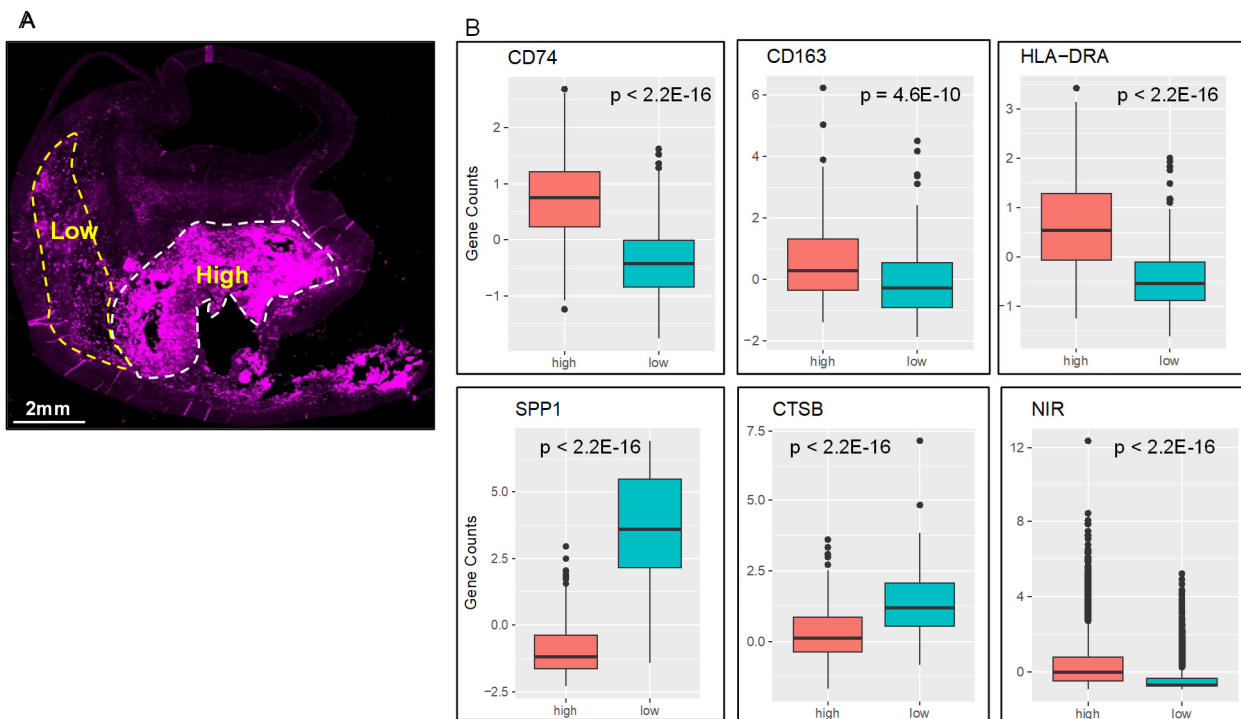 A
Low
High
2mm
B
CD74
p < 2.2E-16
Gene Counts
2
1
0
−1
high
low
CD163
p = 4.6E-10
6
4
2
0
−2
high
low
HLA−DRA
p < 2.2E-16
3
2
1
0
−1
high
low
SPP1
p < 2.2E-16
Gene Counts
5.0
2.5
0.0
−2.5
high
low
CTSB
p < 2.2E-16
7.5
5.0
2.5
0.0
high
low
NIR
p < 2.2E-16
12
8
4
0
high
low